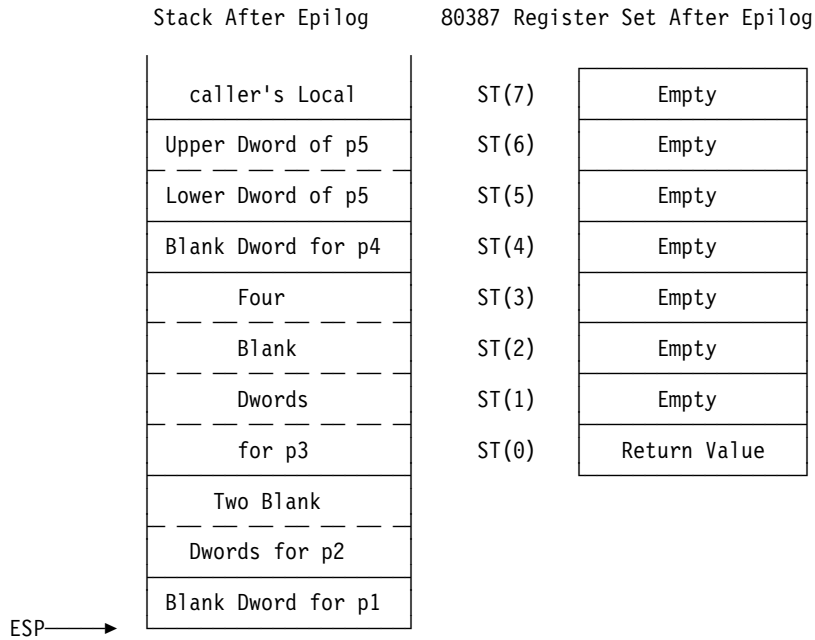 Stack After Epilog 80387 Register Set After Epilog
caller's Local ST(7) Empty
Upper Dword of p5 ST(6) Empty
Lower Dword of p5 ST(5) Empty
Blank Dword for p4 ST(4) Empty
Four ST(3) Empty
Blank ST(2) Empty
Dwords ST(1) Empty
for p3 ST(0) Return Value
Two Blank
Dwords for p2
Blank Dword for p1
ESP